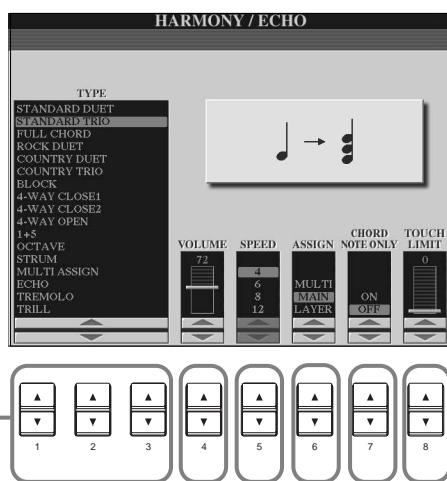 HARMONY / ECHO
TYPE
STANDARD DUET
STANDARD TRIO
FULL CHORD
ROCK DUET
COUNTRY DUET
COUNTRY TRIO
BLOCK
4-WAY CLOSE1
4-WAY CLOSE2
4-WAY OPEN
1+5
OCTAVE
STRUM
MULTI ASSIGN
ECHO
TREMOLO
TRILL
VOLUME
72
SPEED
4
6
8
12
ASSIGN
MULTI
MAIN
LAYER
CHORD
NOTE ONLY
ON
OFF
TOUCH
LIMIT
0
1 2 3 4 5 6 7 8